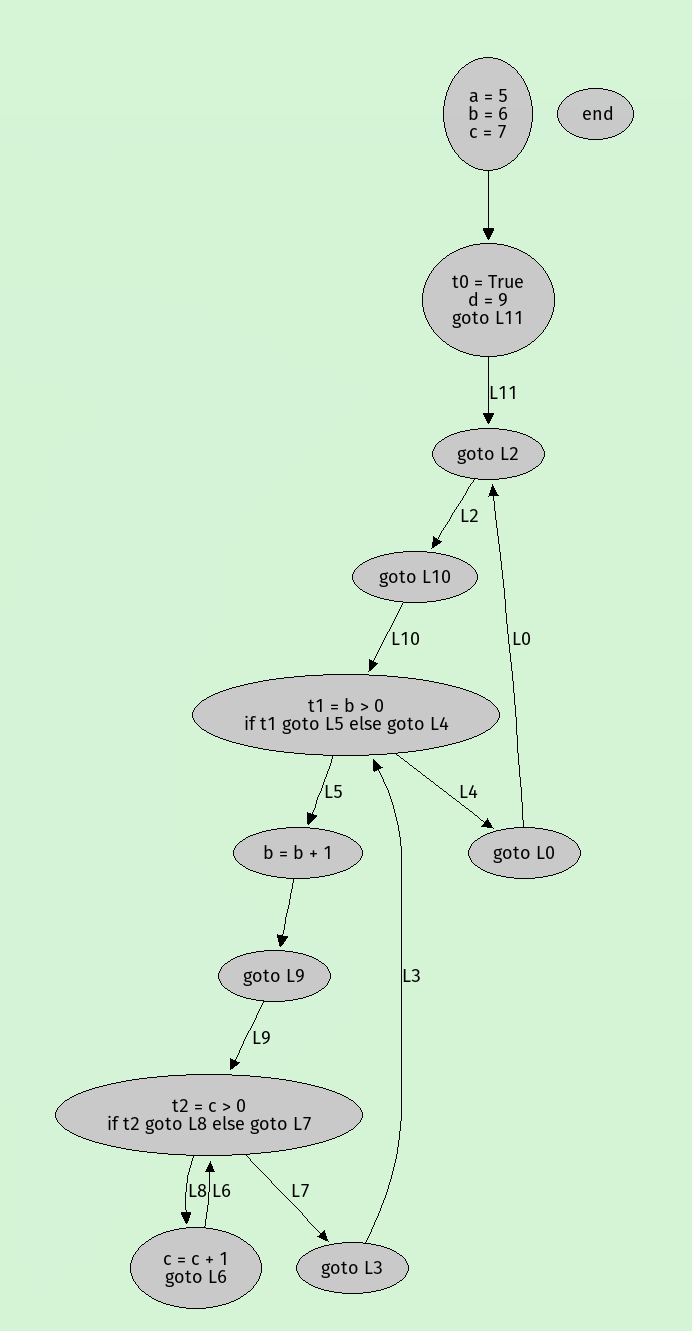 a = 5
b = 6
c = 7
end
t0 = True
d = 9
goto L11
L11
goto L2
L2
goto L10
L10
L0
t1 = b > 0
if t1 goto L5 else goto L4
L5
L4
b = b + 1
goto L0
goto L9
L3
L9
t2 = c > 0
if t2 goto L8 else goto L7
L8
L6
L7
c = c + 1
goto L6
goto L3